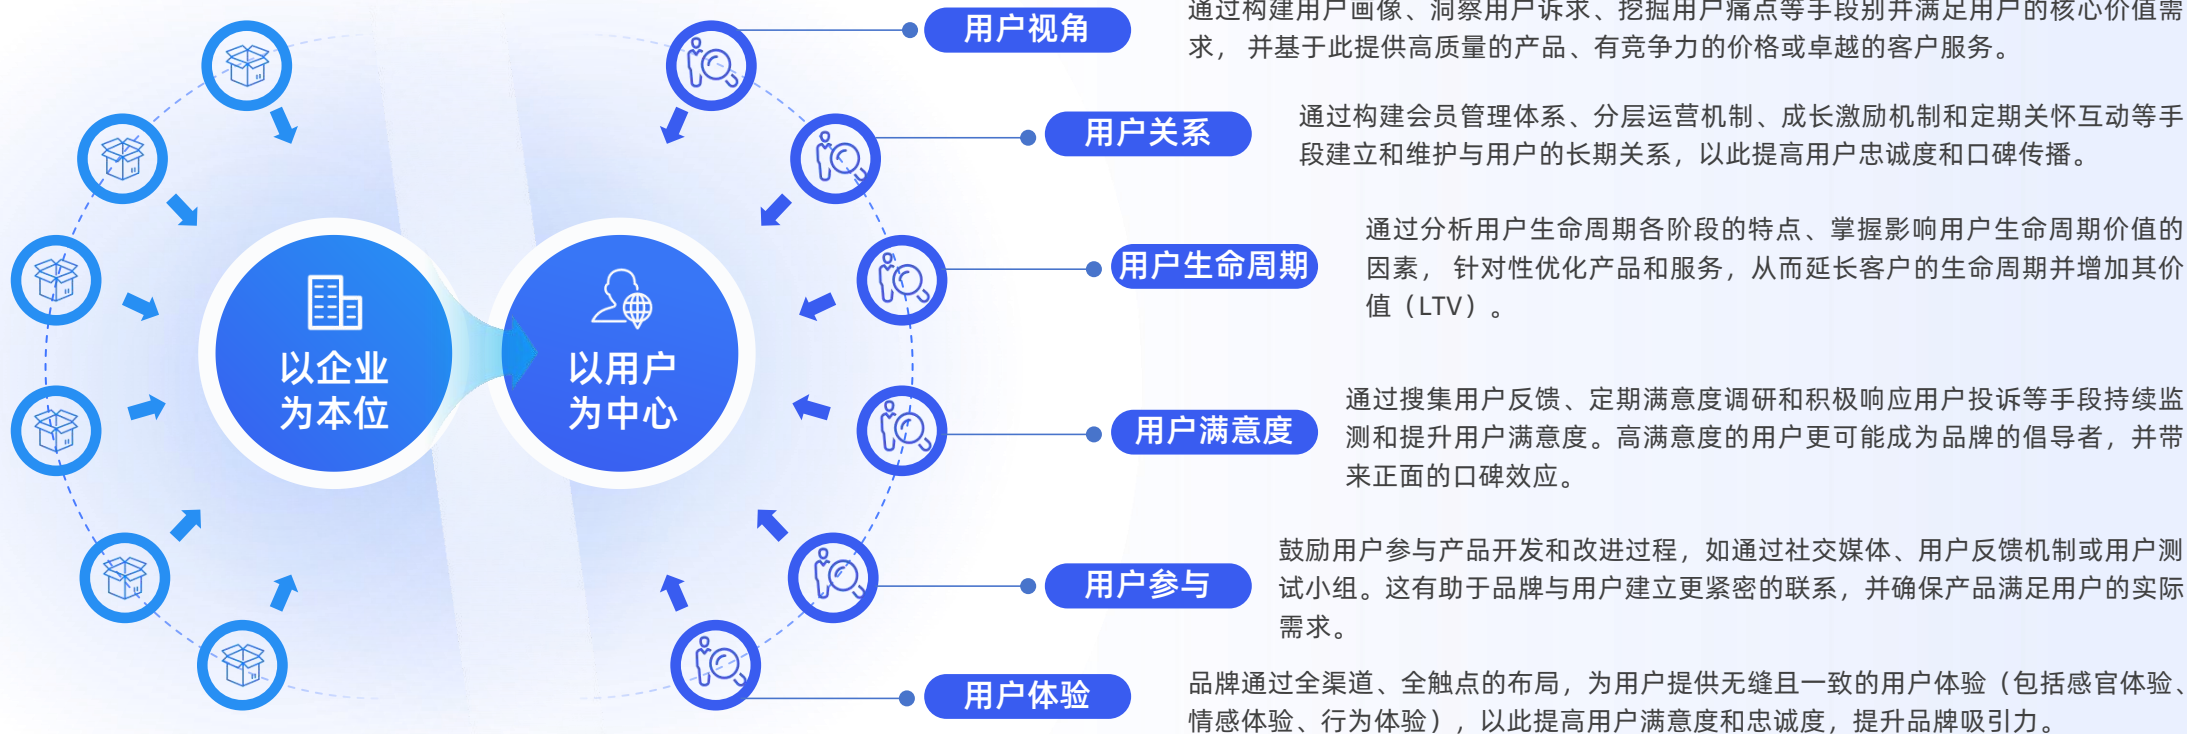 以企业
为本位
以用户
为中心
用户视角
通过构建用户画像、洞察用户诉求、挖掘用户痛点等手段别并满足用户的核心价值需
求， 并基于此提供高质量的产品、有竞争力的价格或卓越的客户服务。
用户关系
通过构建会员管理体系、分层运营机制、成长激励机制和定期关怀互动等手
段建立和维护与用户的长期关系，以此提高用户忠诚度和口碑传播。
用户生命周期
通过分析用户生命周期各阶段的特点、掌握影响用户生命周期价值的
因素， 针对性优化产品和服务，从而延长客户的生命周期并增加其价
值（LTV）。
用户满意度
通过搜集用户反馈、定期满意度调研和积极响应用户投诉等手段持续监
测和提升用户满意度。高满意度的用户更可能成为品牌的倡导者，并带
来正面的口碑效应。
用户参与
鼓励用户参与产品开发和改进过程，如通过社交媒体、用户反馈机制或用户测
试小组。这有助于品牌与用户建立更紧密的联系，并确保产品满足用户的实际
需求。
用户体验
品牌通过全渠道、全触点的布局，为用户提供无缝且一致的用户体验（包括感官体验、
情感体验、行为体验），以此提高用户满意度和忠诚度，提升品牌吸引力。